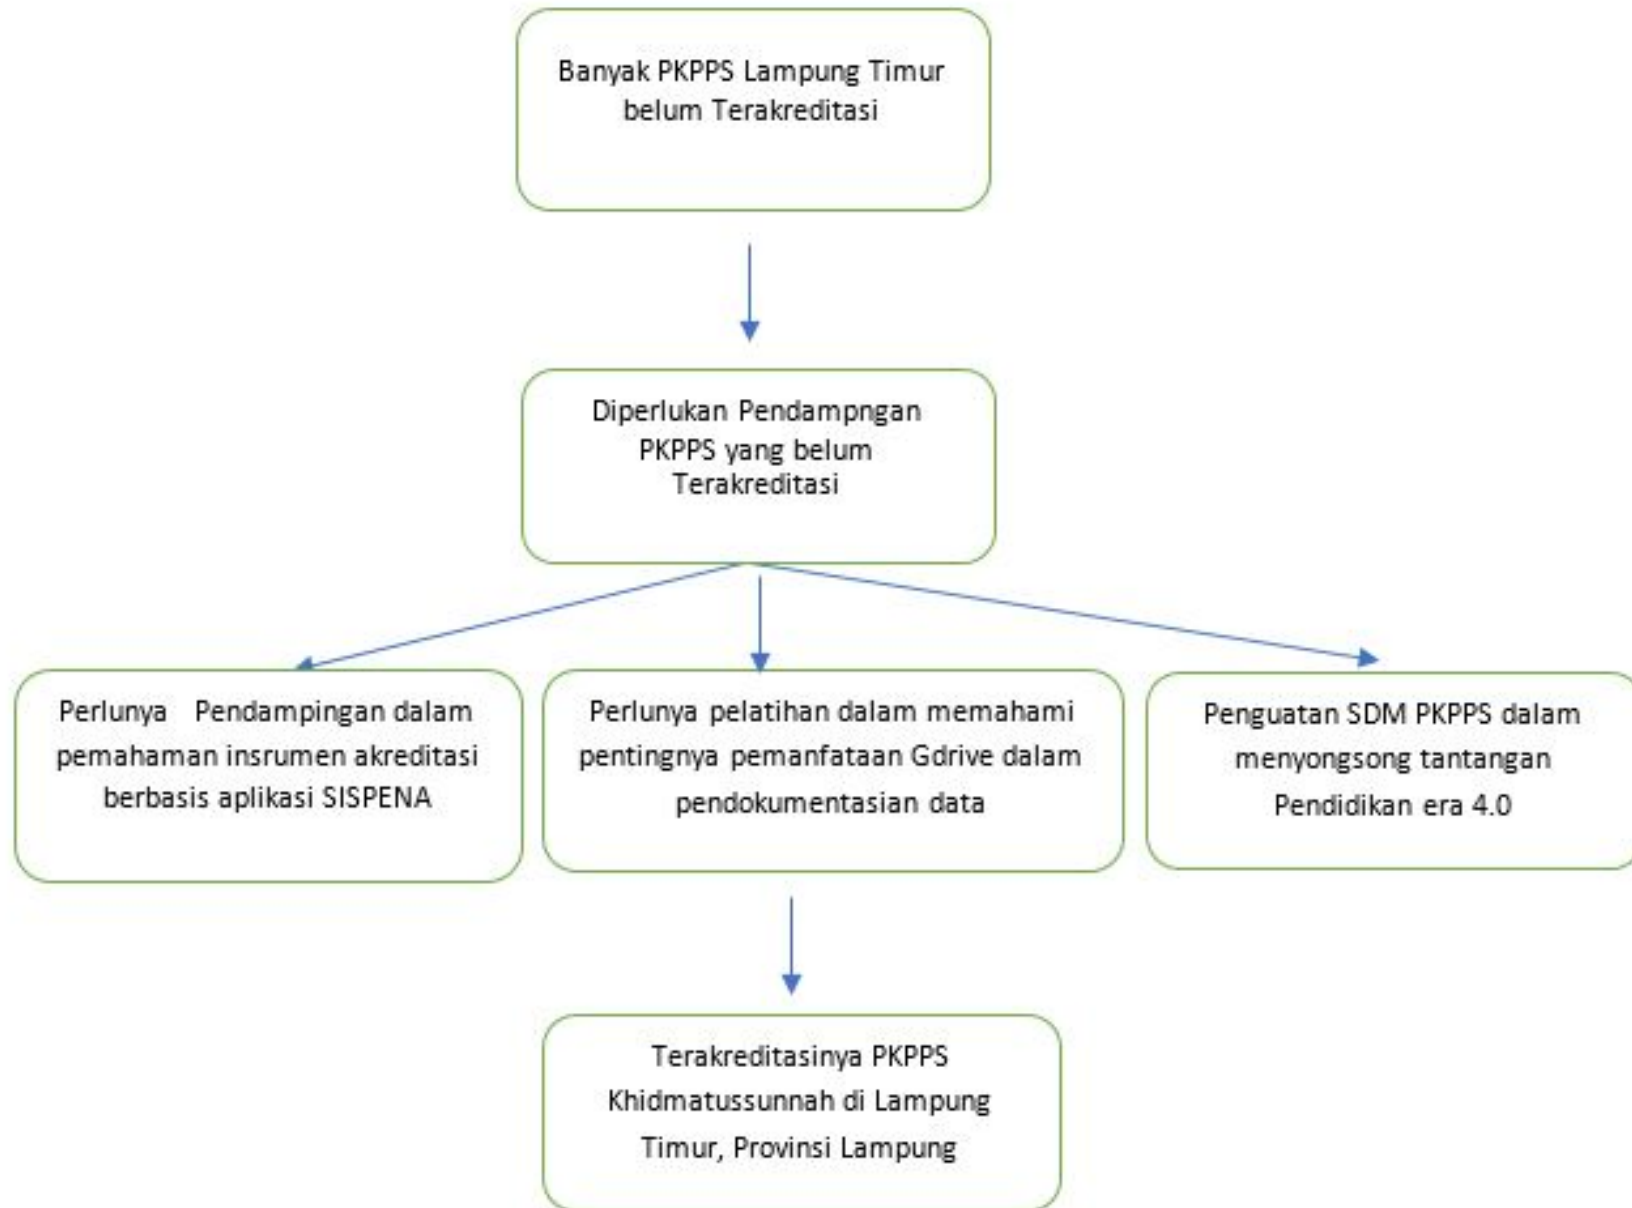 Banyak PKPPS Lampung Timur
belum Terakreditasi
Diperlukan Pendampngan
PKPPS yang belum
Terakreditasi
Perlunya Pendampingan dalam
pemahaman insrumen akreditasi
berbasis aplikasi SISPENA
Perlunya pelatihan dalam memahami
pentingnya pemanfataan Gdrive dalam
pendokumentasian data
Penguatan SDM PKPPS dalam
menyongsong tantangan
Pendidikan era 4.0
Terakreditasinya PKPPS
Khidmatussunnah di Lampung
Timur, Provinsi Lampung